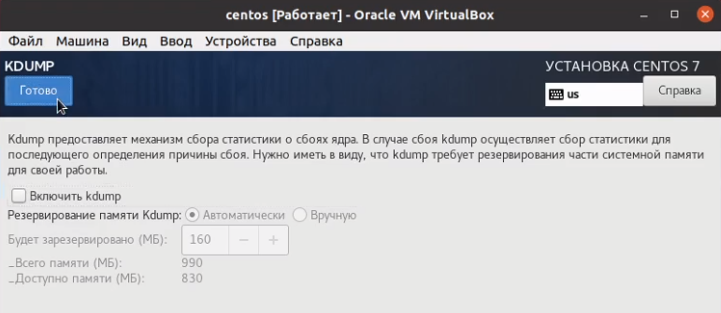 centos [Работает] - Oracle VM VirtualBox
Файл Машина Вид Ввод Устройства Справка
KDUMP УСТАНОВКА CENTOS 7
Готово us Справка
Kdump предоставляет механизм сбора статистики о сбоях ядра. В случае сбоя kdump осуществляет сбор статистики для
последующего определения причины сбоя. Нужно иметь в виду, что kdump требует резервирования части системной памяти
для своей работы.
Включить kdump
Резервирование памяти Kdump: Автоматически Вручную
Будет зарезервировано (МБ): 160 − +
_Всего памяти (МБ): 990
_Доступно памяти (МБ): 830